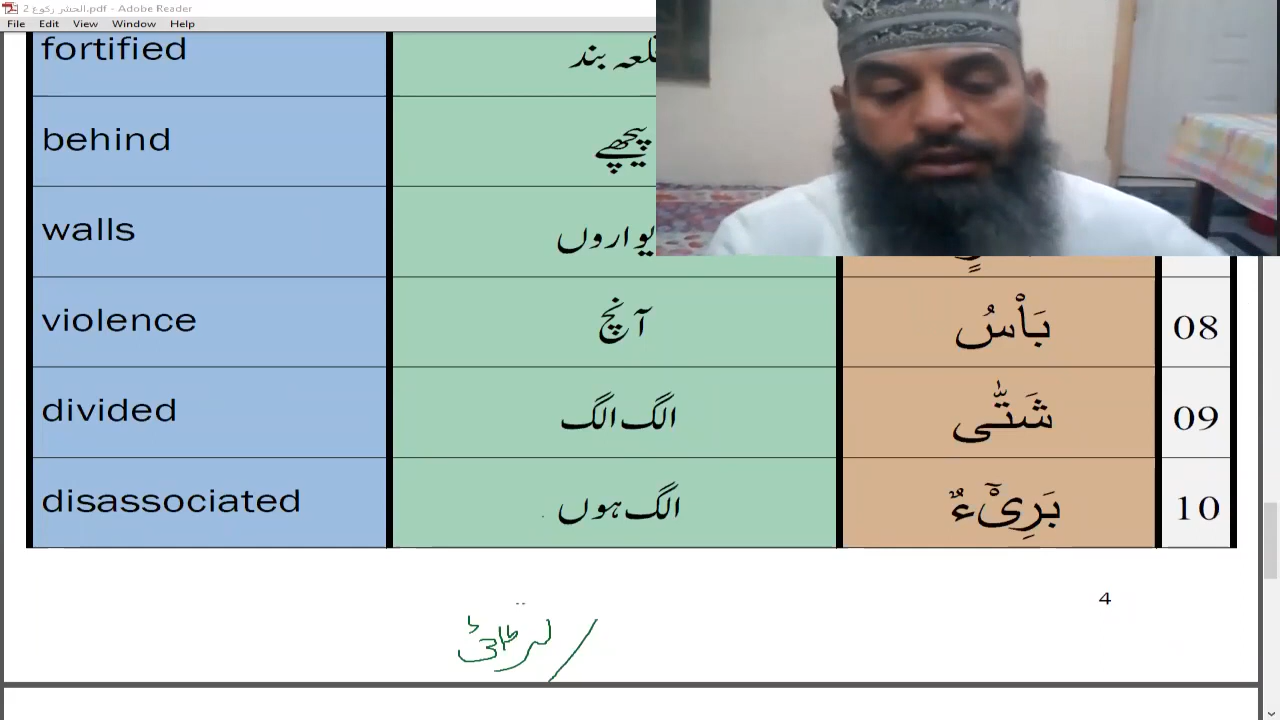 الحشر رکوع 2.pdf - Adobe Reader
File Edit View Window Help
fortified قلعہ بند
behind پیچھے
walls
violence آنچ بَاْسُ 08
divided الگ الگ شَتّٰى 09
disassociated الگ ہوں بَرِىْٓءٌ 10
4
/ لڑائی